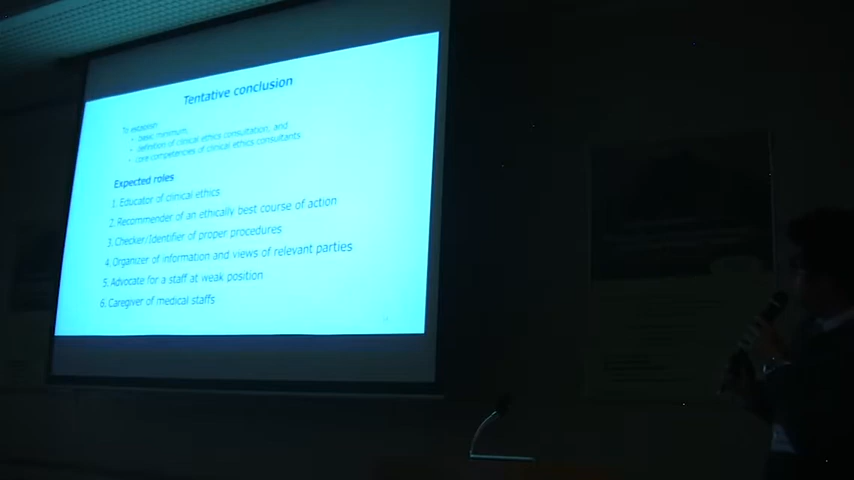 Tentative conclusion
To establish
• basic minimum,
• definition of clinical ethics consultation, and
• core competencies of clinical ethics consultants
Expected roles
1. Educator of clinical ethics
2. Recommender of an ethically best course of action
3. Checker/Identifier of proper procedures
4. Organizer of information and views of relevant parties
5. Advocate for a staff at weak position
6. Caregiver of medical staffs